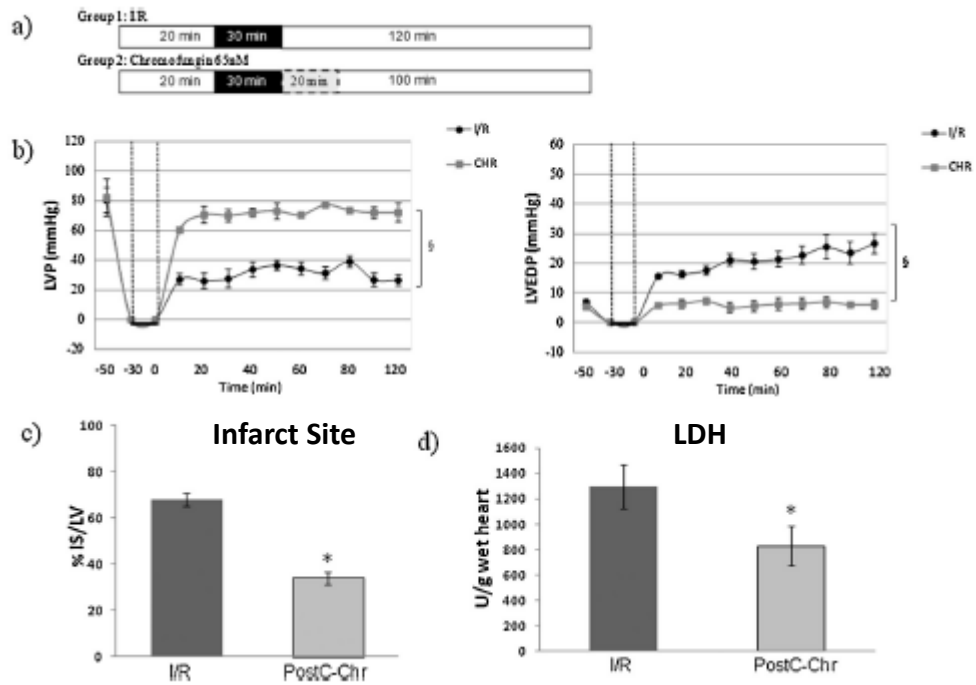 a)
Group 1: I/R
20 min 30 min 120 min
Group 2: Chromofungin 65nM
20 min 30 min 20 min 100 min
b)
I/R
CHR
LVP (mmHg)
120
100
80
60
40
20
0
-20
-50 -30 0 20 40 60 80 120
Time (min)
§
I/R
CHR
LVEDP (mmHg)
60
50
40
30
20
10
0
-10
-50 -30 0 20 40 60 80 120
Time (min)
§
c)
Infarct Site
% IS/LV
100
80
60
40
20
0
*
I/R PostC-Chr
d)
LDH
U/g wet heart
1600
1400
1200
1000
800
600
400
200
0
*
I/R PostC-Chr